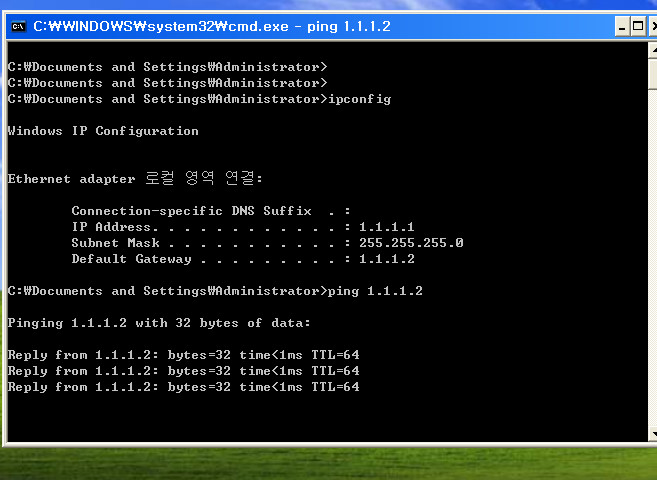 C:₩WINDOWS₩system32₩cmd.exe - ping 1.1.1.2
C:₩Documents and Settings₩Administrator>
C:₩Documents and Settings₩Administrator>
C:₩Documents and Settings₩Administrator>ipconfig
Windows IP Configuration
Ethernet adapter 로컬 영역 연결:
Connection-specific DNS Suffix . :
IP Address. . . . . . . . . . . . : 1.1.1.1
Subnet Mask . . . . . . . . . . . : 255.255.255.0
Default Gateway . . . . . . . . . : 1.1.1.2
C:₩Documents and Settings₩Administrator>ping 1.1.1.2
Pinging 1.1.1.2 with 32 bytes of data:
Reply from 1.1.1.2: bytes=32 time<1ms TTL=64
Reply from 1.1.1.2: bytes=32 time<1ms TTL=64
Reply from 1.1.1.2: bytes=32 time<1ms TTL=64